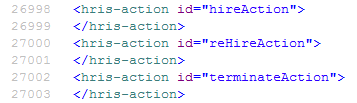 26998 <hris-action id="hireAction">
26999 </hris-action>
27000 <hris-action id="reHireAction">
27001 </hris-action>
27002 <hris-action id="terminateAction">
27003 </hris-action>